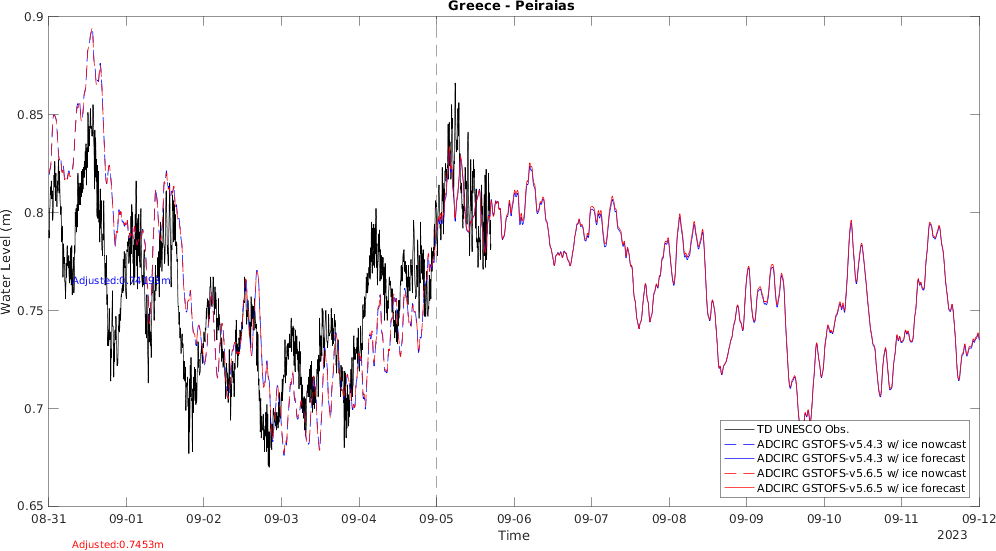 Greece - Peiraias
0.9
0.85
0.8
0.75
0.7
0.65
Water Level (m)
08-31
09-01
09-02
09-03
09-04
09-05
09-06
09-07
09-08
09-09
09-10
09-11
09-12
Time
2023
TD UNESCO Obs.
ADCIRC GSTOFS-v5.4.3 w/ ice nowcast
ADCIRC GSTOFS-v5.4.3 w/ ice forecast
ADCIRC GSTOFS-v5.6.5 w/ ice nowcast
ADCIRC GSTOFS-v5.6.5 w/ ice forecast
Adjusted:0.7453m